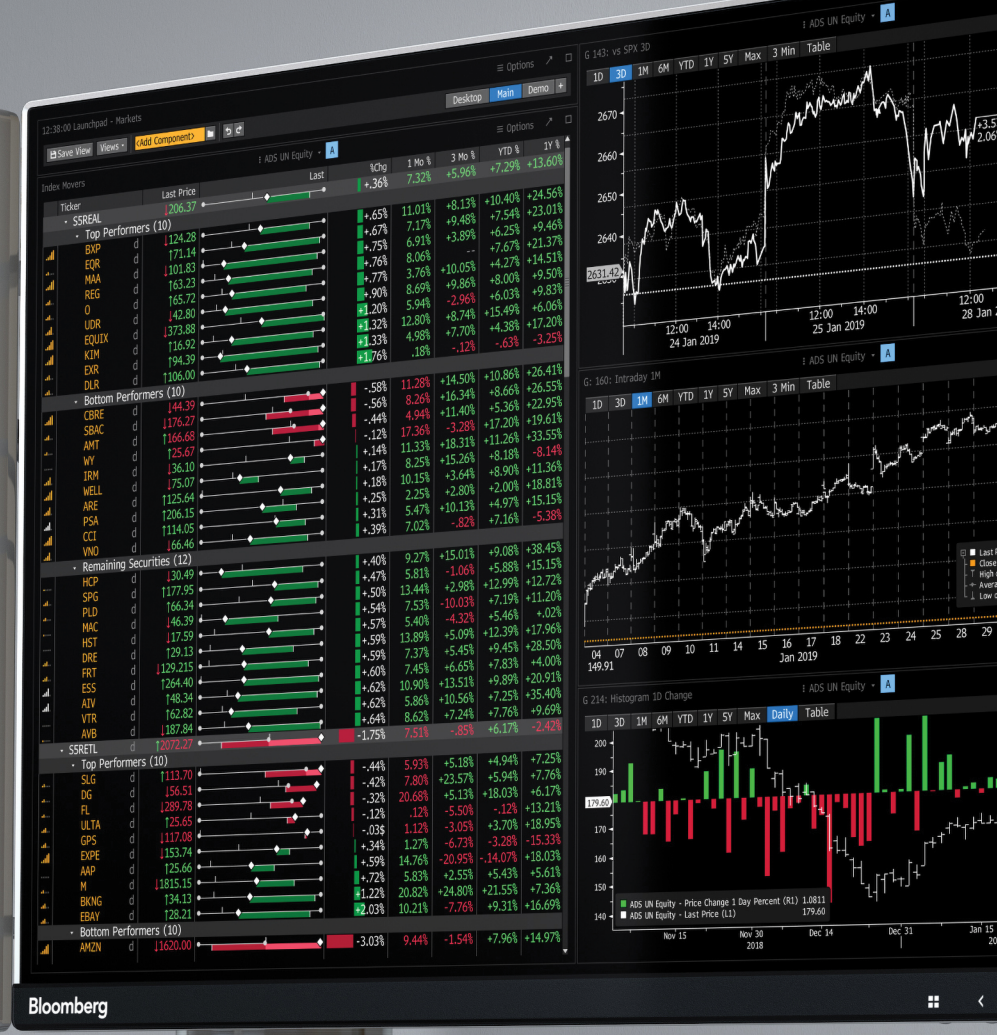 12:38:00 Launchpad - Markets
Options
Save View Views <Add Component> Desktop Main Demo +
ADS UN Equity A Options
Index Movers
Ticker Last Price Last %Chg 1 Mo % 3 Mo % YTD % 1Y %
S5REAL ↓206.37 +.36% 7.32% +5.96% +7.29% +13.60%
Top Performers (10)
BXP d ↓124.28 +.65% 11.01% +8.13% +10.40% +24.56%
EQR d ↑71.14 +.67% 7.17% +9.48% +7.54% +23.01%
MAA d ↓101.83 +.75% 6.91% +3.89% +6.25% +9.46%
REG d ↑63.23 +.76% 8.06% +7.67% +21.37%
O d ↑65.72 +.77% 3.76% +10.05% +4.27% +14.51%
UDR d ↓42.80 +.90% 8.69% +9.86% +8.00% +9.50%
EQUIX d ↓373.88 +1.20% 5.94% -2.96% +6.03% +9.83%
KIM d ↑16.92 +1.32% 12.80% +8.74% +15.49% +6.06%
EXR d ↑94.39 +1.33% 4.98% +7.70% +4.38% +17.20%
DLR d ↑106.00 +1.76% .18% -.12% -.63% -3.25%
Bottom Performers (10)
CBRE d ↓44.39 -.58% 11.28% +14.50% +10.86% +26.41%
SBAC d ↓176.27 -.56% 8.26% +16.34% +8.66% +26.55%
AMT d ↑166.68 -.44% 4.94% +11.40% +5.36% +22.95%
WY d ↑25.67 -.12% 17.36% -3.28% +17.20% +19.61%
IRM d ↓36.10 +.14% 11.33% +18.31% +11.26% +33.55%
WELL d ↓75.07 +.17% 8.25% +15.26% +8.18% -8.14%
ARE d ↑125.64 +.18% 10.15% +3.64% +8.90% +11.36%
PSA d ↑206.15 +.25% 2.25% +2.80% +2.00% +18.81%
CCI d ↑114.05 +.31% 5.47% +10.13% +4.97% +15.15%
VNO d ↓66.46 +.39% 7.02% -.82% +7.16% -5.38%
Remaining Securities (12)
HCP d ↓30.49 +.40% 9.27% +15.01% +9.08% +38.45%
SPG d ↑177.95 +.47% 5.81% -1.06% +5.88% +15.15%
PLD d ↑66.34 +.50% 13.44% +2.98% +12.99% +12.72%
MAC d ↓46.39 +.54% 7.53% -10.03% +7.19% +11.20%
HST d ↓17.59 +.57% 5.40% -4.32% +5.46% +.02%
DRE d ↑29.13 +.59% 13.89% +5.09% +12.39% +17.96%
FRT d ↓129.215 +.59% 7.37% +5.45% +9.45% +28.50%
ESS d ↑264.40 +.60% 7.45% +6.65% +7.83% +4.00%
AIV d ↑48.34 +.62% 10.90% +13.51% +9.89% +20.91%
VTR d ↑62.82 +.62% 5.86% +10.56% +7.25% +35.40%
AVB d ↓187.84 +.64% 8.62% +7.24% +7.76% +9.69%
S5RETL d ↑2072.27 -1.75% 7.51% -.85% +6.17% -2.42%
Top Performers (10)
SLG d ↑113.70 -.44% 5.93% +5.18% +4.94% +7.25%
DG d ↓56.51 -.42% 7.80% +23.57% +5.94% +7.76%
FL d ↓289.78 -.32% 20.68% +5.13% +18.03% +6.17%
ULTA d ↑25.65 -.12% .12% -5.50% -.12% +13.21%
GPS d ↓117.08 -.03$ 1.12% -3.05% +3.70% +18.95%
EXPE d ↓153.74 +.34% 1.27% -6.73% -3.28% -15.33%
AAP d ↑25.66 +.59% 14.76% -20.95% -14.07% +18.03%
M d ↓1815.15 +.72% 5.83% +2.55% +5.43% +5.61%
BKNG d ↑34.13 +1.22% 20.82% +24.80% +21.55% +7.36%
EBAY d ↑28.21 +2.03% 10.21% -7.76% +9.31% +16.69%
Bottom Performers (10)
AMZN d ↓1620.00 -3.03% 9.44% -1.54% +7.96% +14.97%
ADS UN Equity A
G 143: vs SPX 3D
1D 3D 1M 6M YTD 1Y 5Y Max 3 Min Table
2670
2660
2650
2640
2631.42
12:00 14:00 12:00 14:00 12:00
24 Jan 2019 25 Jan 2019 28 Jan
ADS UN Equity A
G: 160: Intraday 1M
1D 3D 1M 6M YTD 1Y 5Y Max 3 Min Table
Close
High
Low
04 07 08 09 10 11 14 15 16 17 18 22 23 24 25 28 29
149.91 Jan 2019
ADS UN Equity A
G 214: Histogram 1D Change
1D 3D 1M 6M YTD 1Y 5Y Max Daily Table
200
190
179.60
170
160
150
140
ADS UN Equity - Price Change 1 Day Percent (R1) 1.0811
ADS UN Equity - Last Price (L1) 179.60
Nov 15 Nov 30 Dec 14 Dec 31 Jan 15
2018
Bloomberg